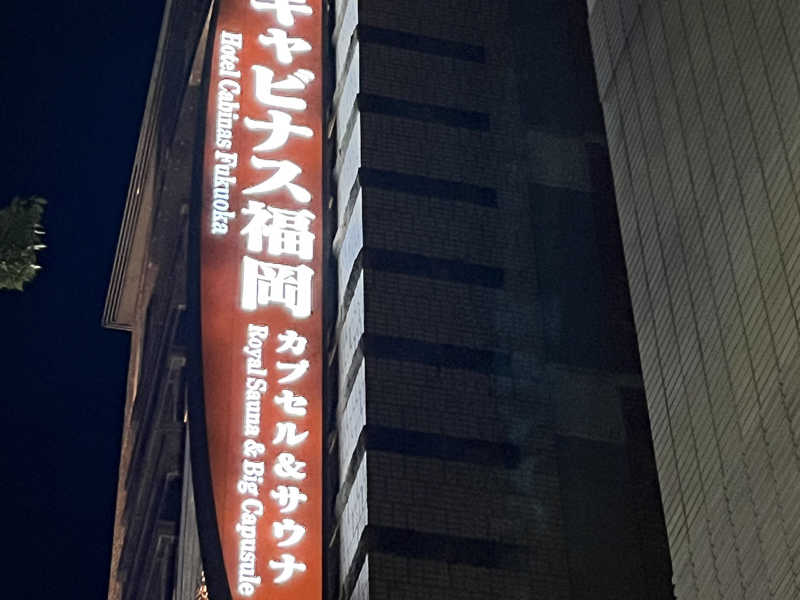 キャビナス福岡
Hotel Cabinas Fukuoka
カプセル&サウナ
Royal Sauna & Big Capusule